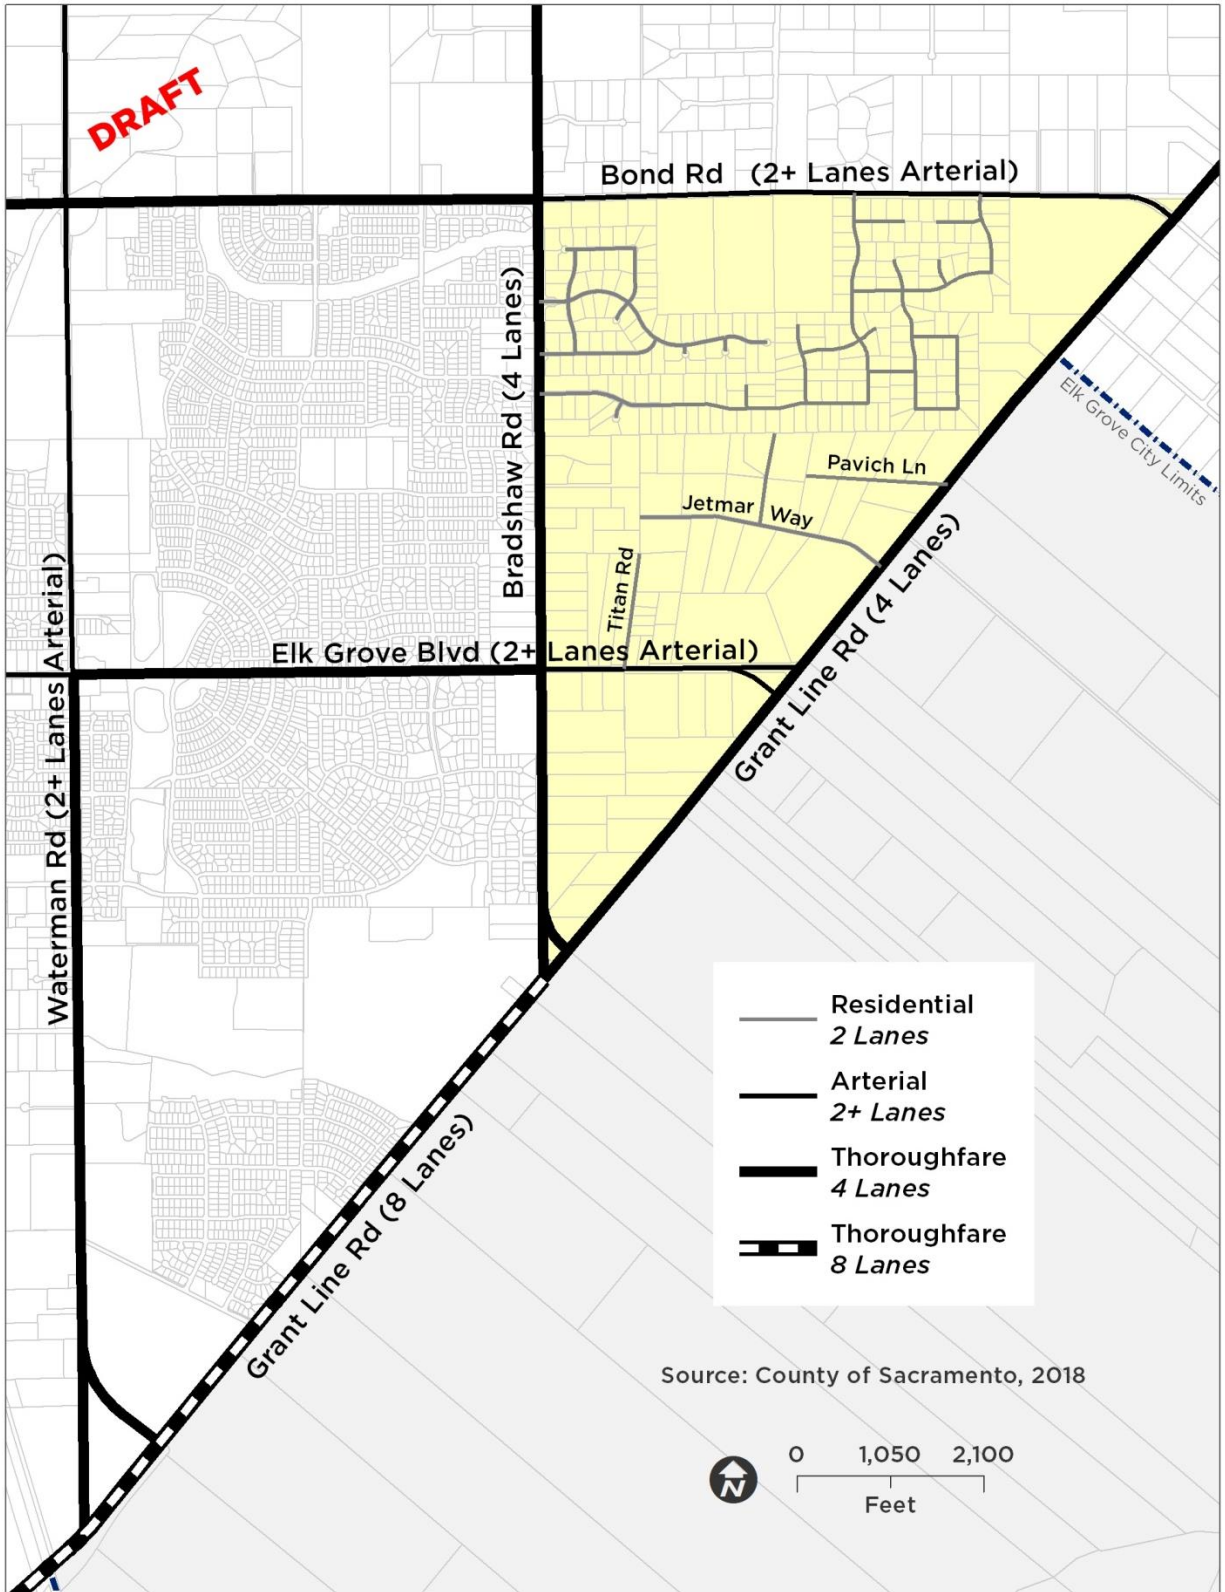 DRAFT
Bond Rd (2+ Lanes Arterial)
Bradshaw Rd (4 Lanes)
Elk Grove City Limits
Pavich Ln
Jetmar Way
Titan Rd
Elk Grove Blvd (2+ Lanes Arterial)
Grant Line Rd (4 Lanes)
Waterman Rd (2+ Lanes Arterial)
Grant Line Rd (8 Lanes)
Residential
2 Lanes
Arterial
2+ Lanes
Thoroughfare
4 Lanes
Thoroughfare
8 Lanes
Source: County of Sacramento, 2018
N
0 1,050 2,100
Feet